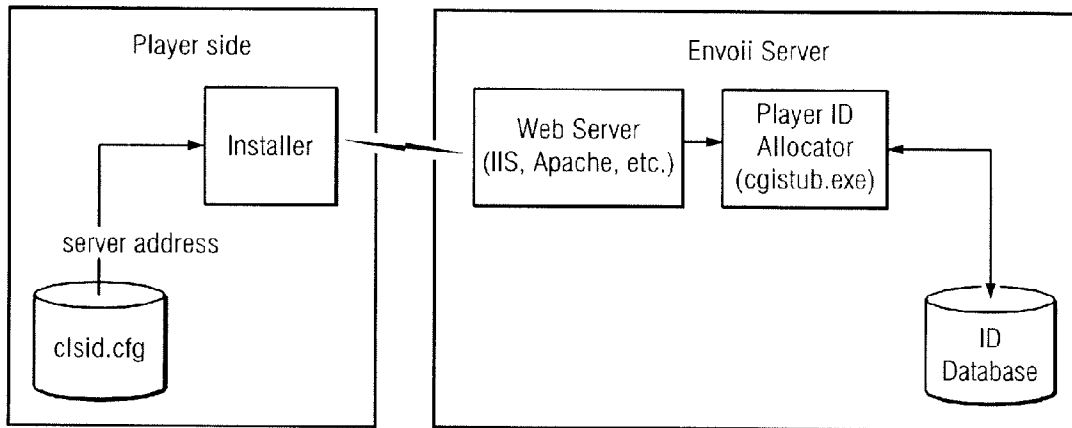 Player side
Installer
server address
clsid.cfg
Envoii Server
Web Server
(IIS, Apache, etc.)
Player ID
Allocator
(cgistub.exe)
ID
Database